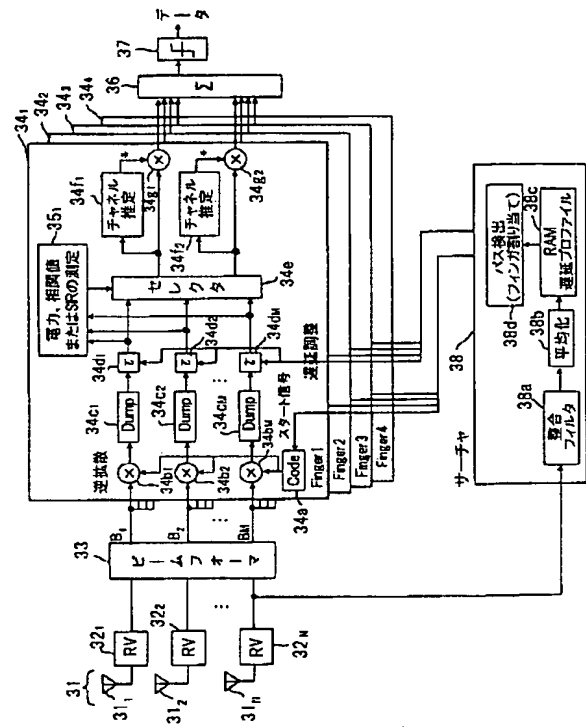 31
31₁
31₂
31n
32₁
RV
32₂
RV
32N
RV
33
ビームフォーマ
B₁
B₂
BM
逆拡散
34b₁
34b₂
34bM
34c₁
Dump
34c₂
Dump
34cM
Dump
34d₁
τ
34d₂
τ
34dM
τ
Code
34a
スタート信号
遅延調整
電力、相関値
またはSIRの測定
35₁
セレクタ
34e
34f₁
チャネル
推定
34f₂
チャネル
推定
*
34g₁
*
34g₂
34₁
34₂
34₃
34₄
Finger1
Finger2
Finger3
Finger4
Σ
36
37
データ
サーチャ
38
38a
整合
フィルタ
38b
平均化
38c
RAM
遅延プロファイル
パス検出
(フィンガ割り当て)
38d